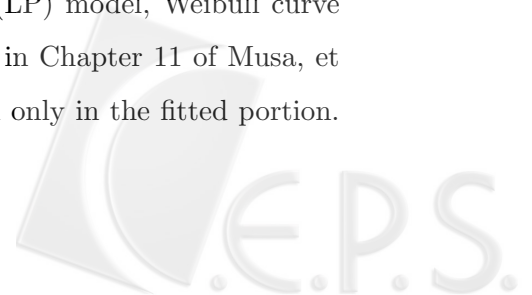 (LP) model, Weibull curve
in Chapter 11 of Musa, et
only in the fitted portion.
C.E.P.S.